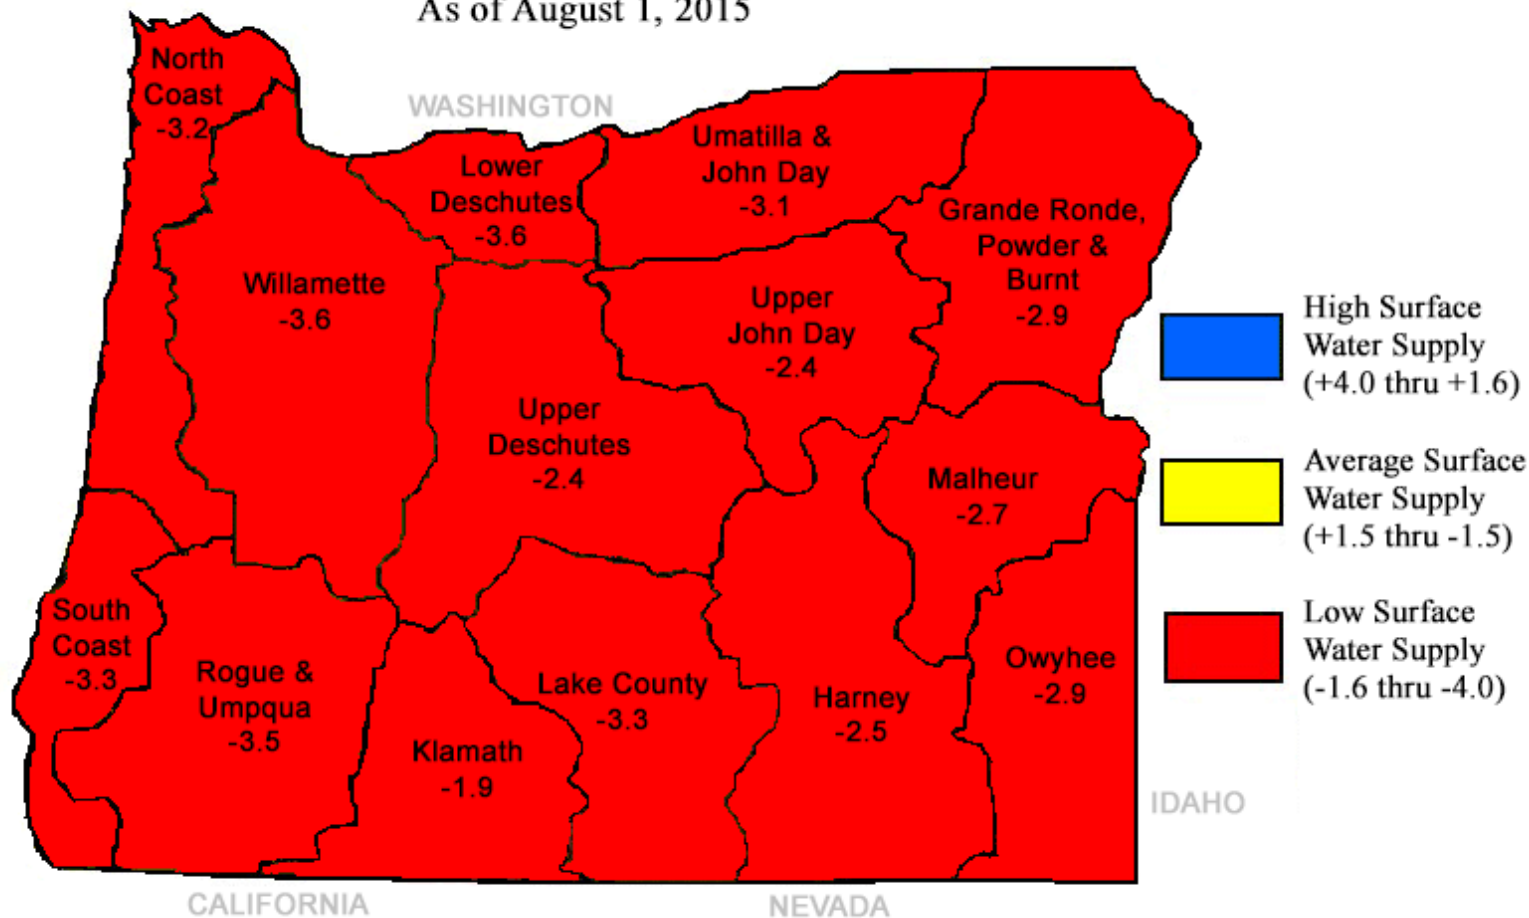 As of August 1, 2015
North
Coast
-3.2
WASHINGTON
Lower
Deschutes
-3.6
Umatilla &
John Day
-3.1
Grande Ronde,
Powder &
Burnt
-2.9
Willamette
-3.6
Upper
John Day
-2.4
Upper
Deschutes
-2.4
Malheur
-2.7
South
Coast
-3.3
Rogue &
Umpqua
-3.5
Klamath
-1.9
Lake County
-3.3
Harney
-2.5
Owyhee
-2.9
High Surface
Water Supply
(+4.0 thru +1.6)
Average Surface
Water Supply
(+1.5 thru -1.5)
Low Surface
Water Supply
(-1.6 thru -4.0)
IDAHO
CALIFORNIA
NEVADA